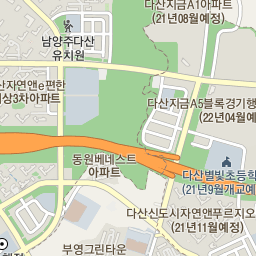 다산지금A1아파트
(21년08월예정)
남양주다산
유치원
자연앤e편한
세상3차아파트
다산지금A5블록경기행
(22년04월예
동원베네스트
아파트
다산별빛초등학
(21년9월개교예
다산신도시자연앤푸르지오
(21년11월예정)
부영그린타운